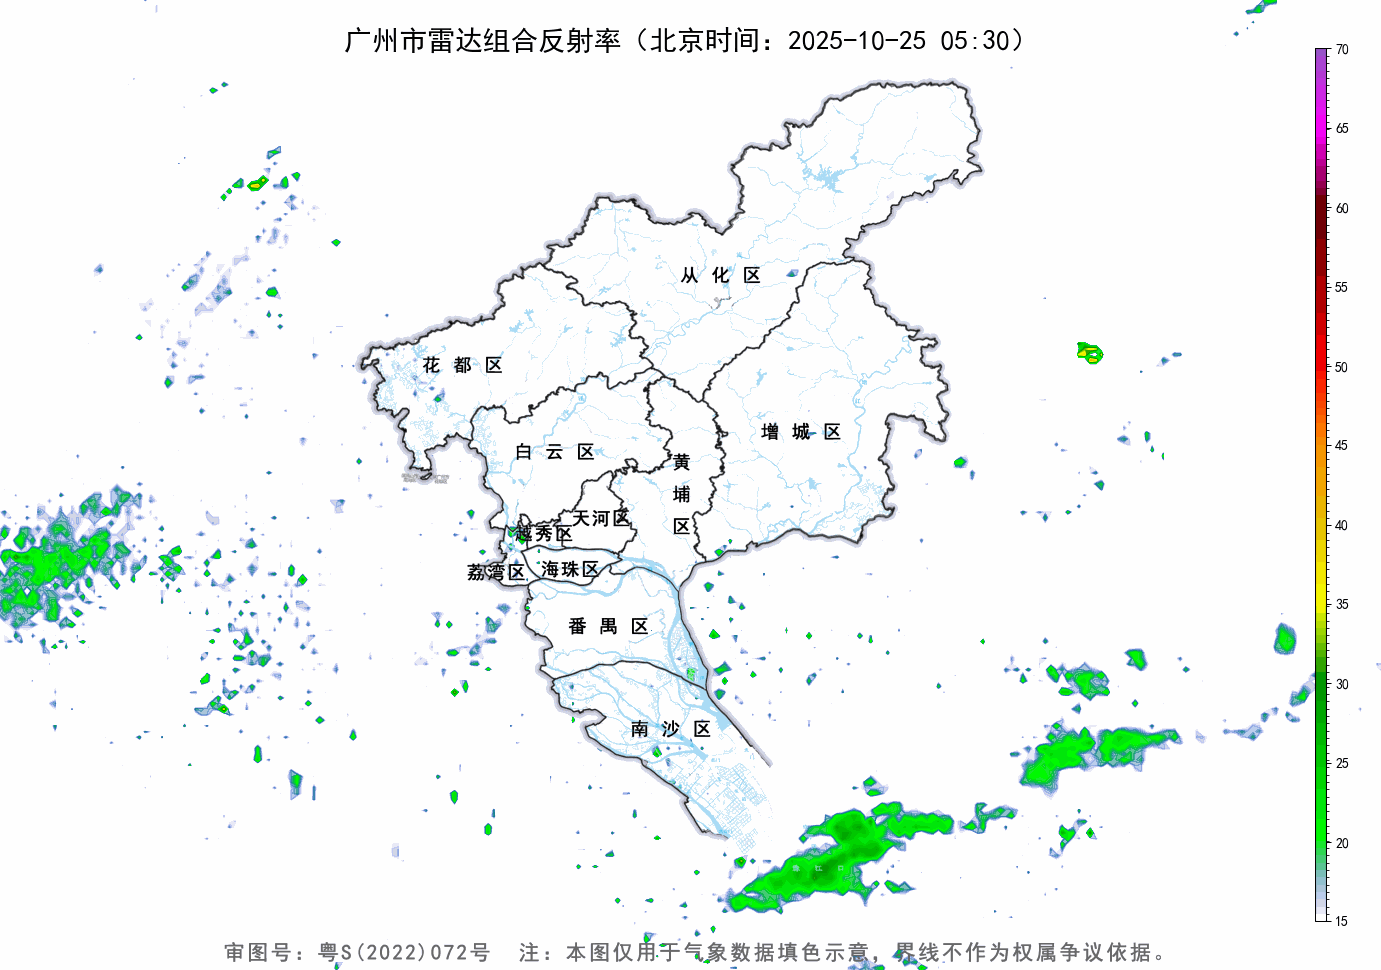 广州市雷达组合反射率（北京时间：2025-10-25 05:30）
70
65
60
55
50
45
40
35
30
25
20
15
从化区
花都区
增城区
白云区
黄埔区
天河区
越秀区
荔湾区
海珠区
番禺区
南沙区
珠江口
审图号：粤S(2022)072号 注：本图仅用于气象数据填色示意，界线不作为权属争议依据。